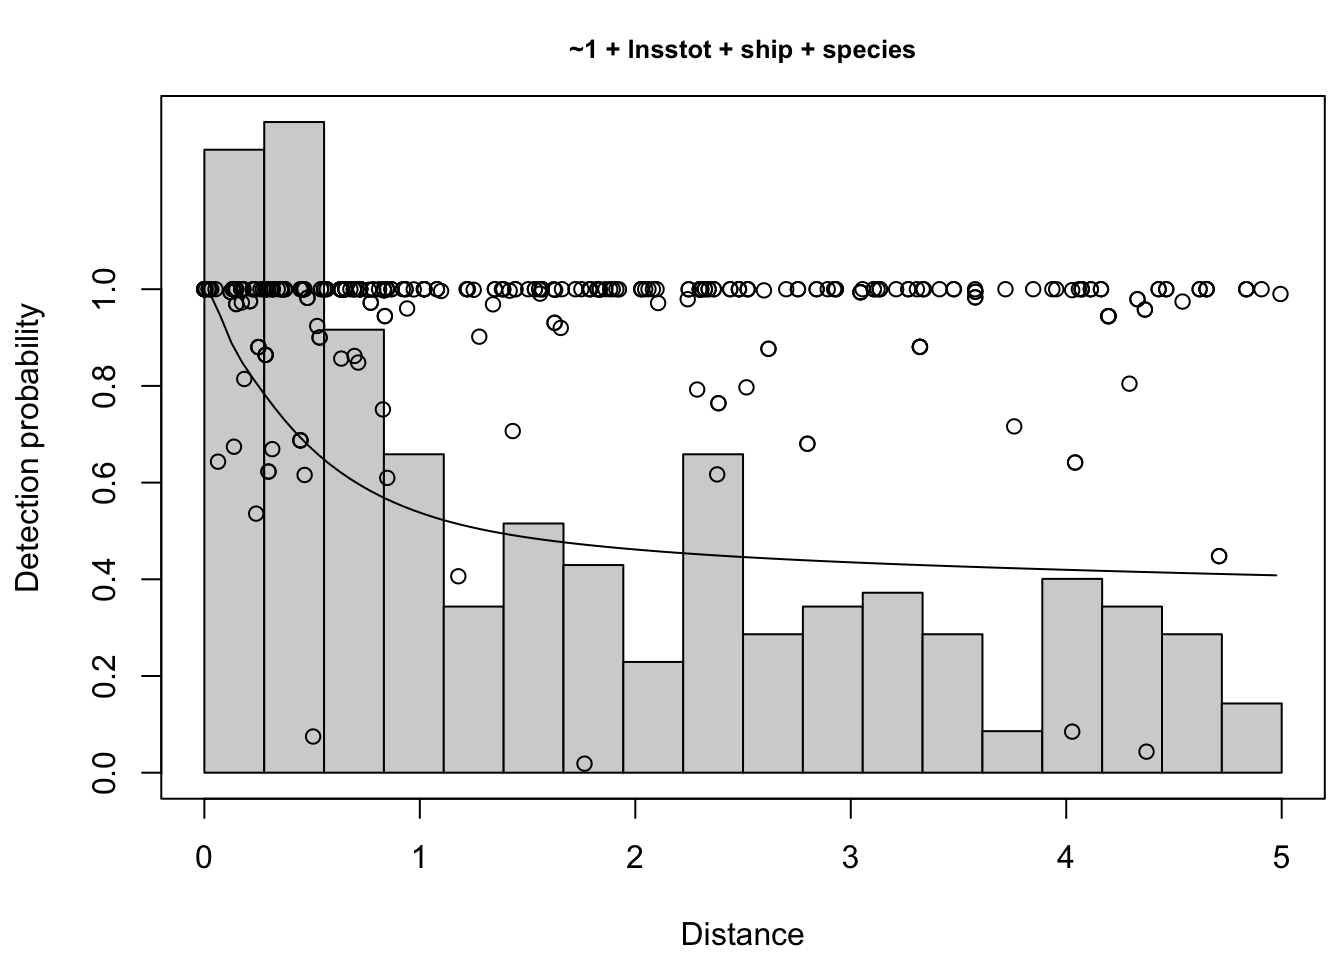 ~1 + lnsstot + ship + species
Detection probability
1.0
0.8
0.6
0.4
0.2
0.0
0 1 2 3 4 5
Distance